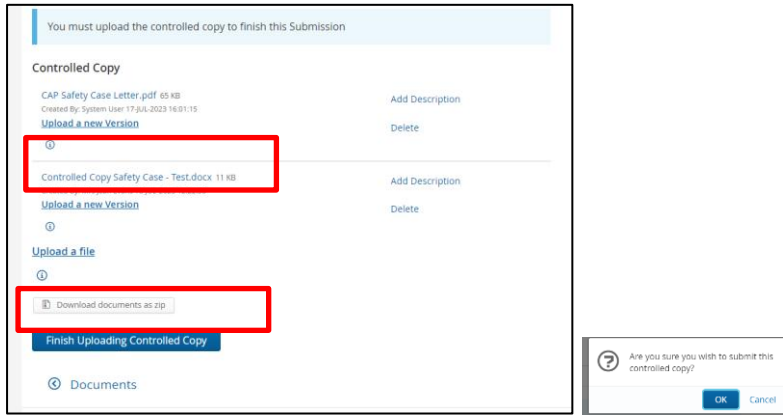 You must upload the controlled copy to finish this Submission
Controlled Copy
CAP Safety Case Letter.pdf 65 KB
Add Description
Created By: System User 17-JUL-2023 16:01:15
Upload a new Version
Delete
Controlled Copy Safety Case - Test.docx 11 KB
Add Description
Upload a new Version
Delete
Upload a file
Download documents as zip
Finish Uploading Controlled Copy
Documents
Are you sure you wish to submit this
controlled copy?
OK Cancel